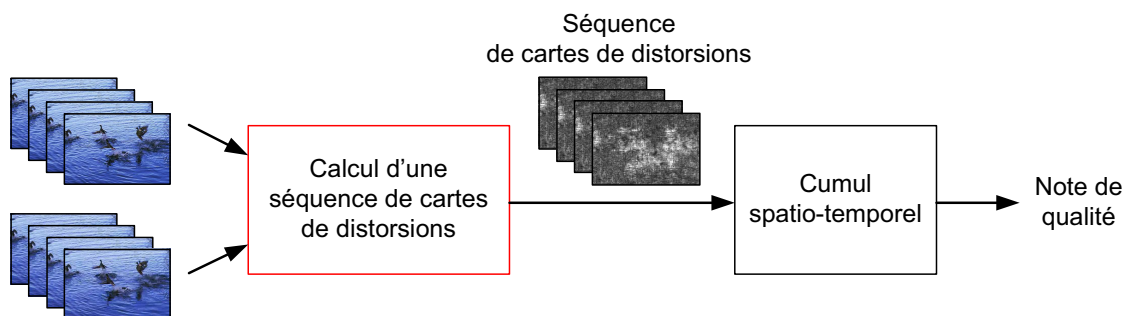 Séquence
de cartes de distorsions
Calcul d’une
séquence de cartes
de distorsions
Cumul
spatio-temporel
Note de
qualité